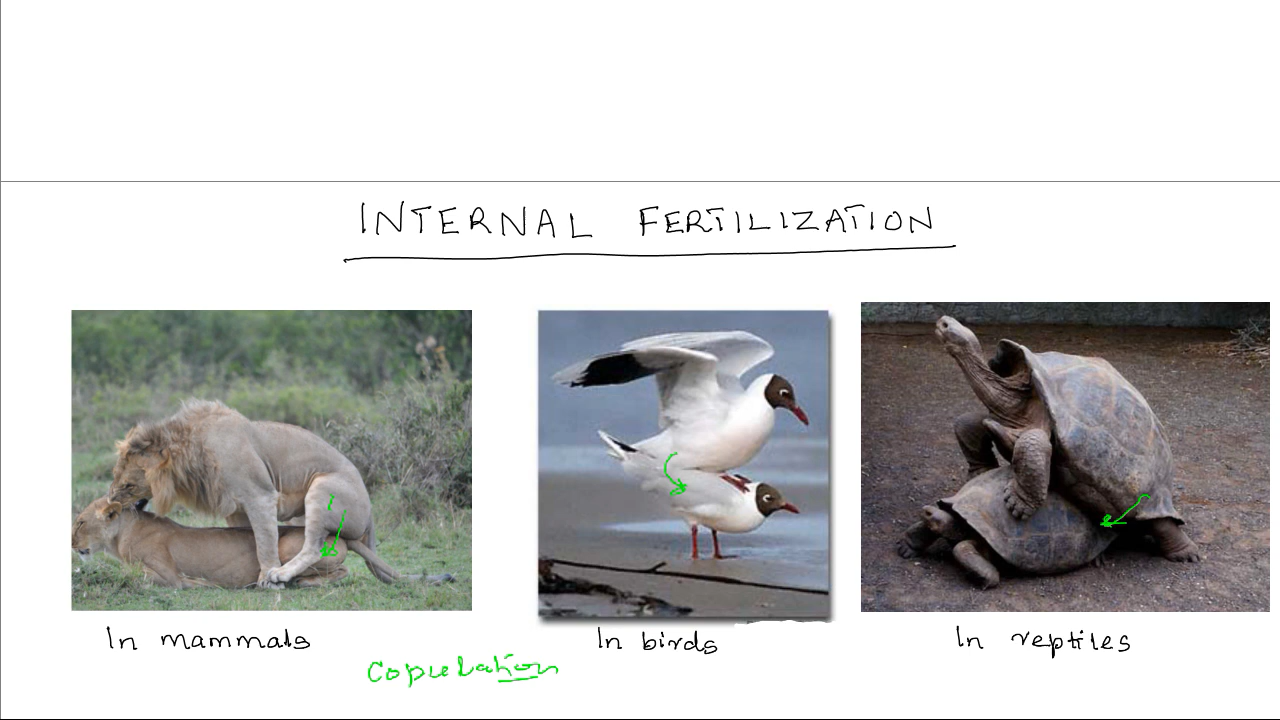 INTERNAL FERTILIZATION
In mammals
In birds
In reptiles
Copulation